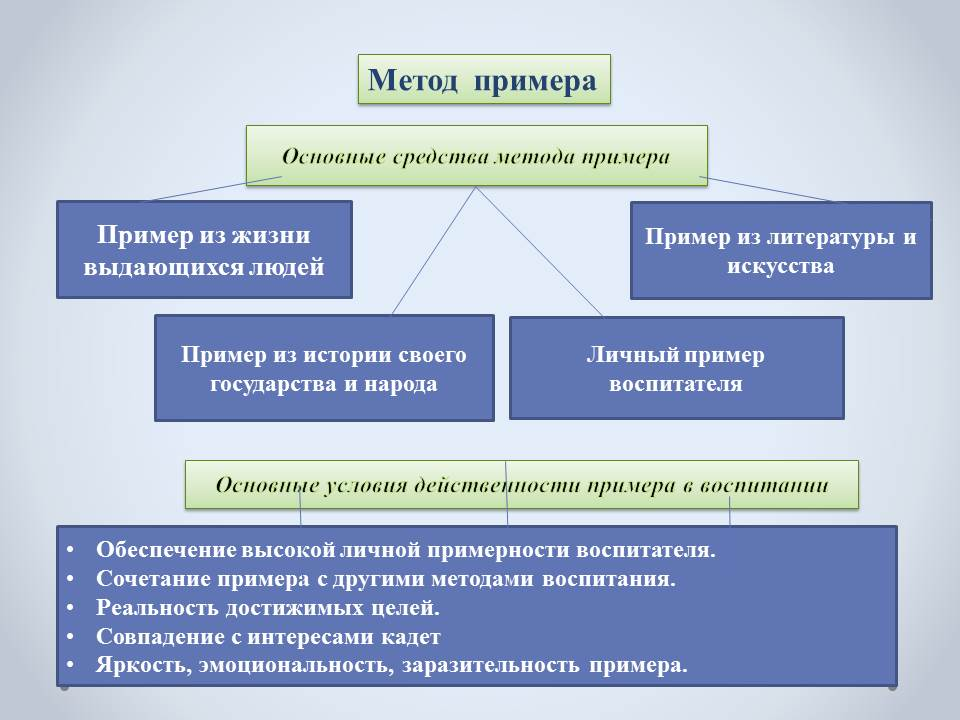 Метод примера
Основные средства метода примера
Пример из жизни
выдающихся людей
Пример из литературы и
искусства
Пример из истории своего
государства и народа
Личный пример
воспитателя
Основные условия действенности примера в воспитании
• Обеспечение высокой личной примерности воспитателя.
• Сочетание примера с другими методами воспитания.
• Реальность достижимых целей.
• Совпадение с интересами кадет
• Яркость, эмоциональность, заразительность примера.